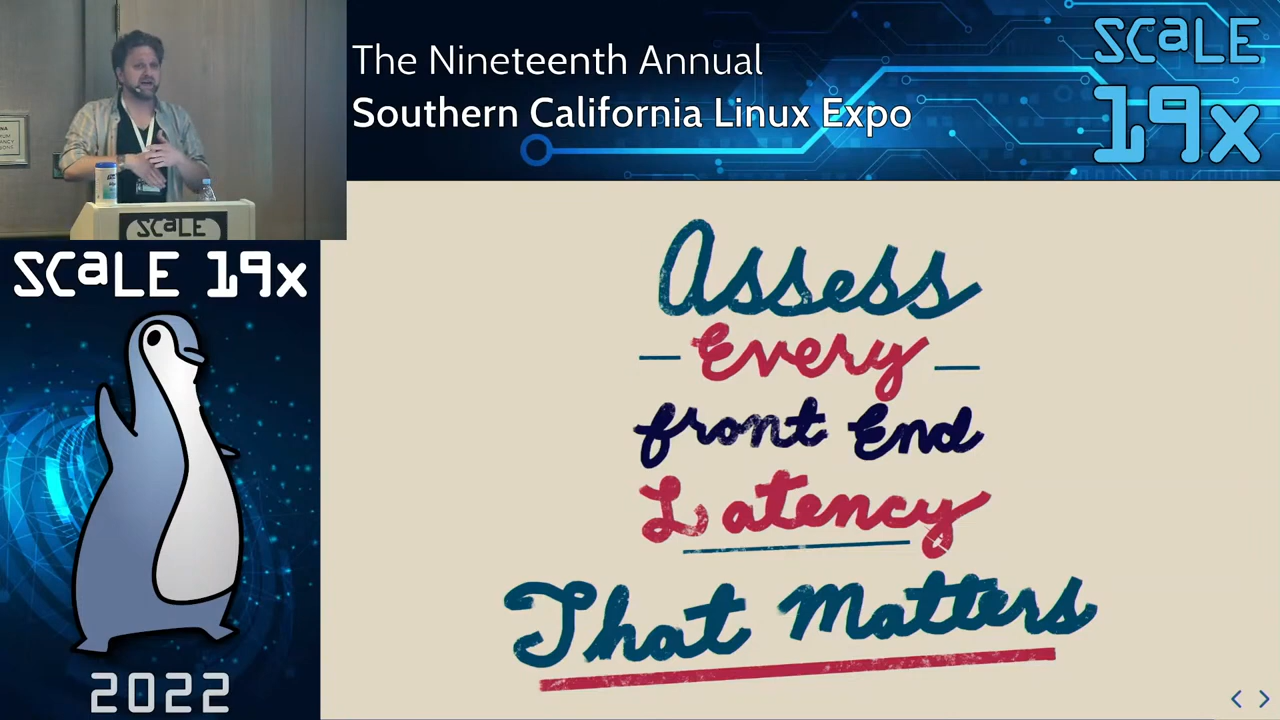 The Nineteenth Annual
Southern California Linux Expo
SCaLE
19x
SCaLE
SCaLE 19x
2022
Assess
Every
front End
Latency
That Matters